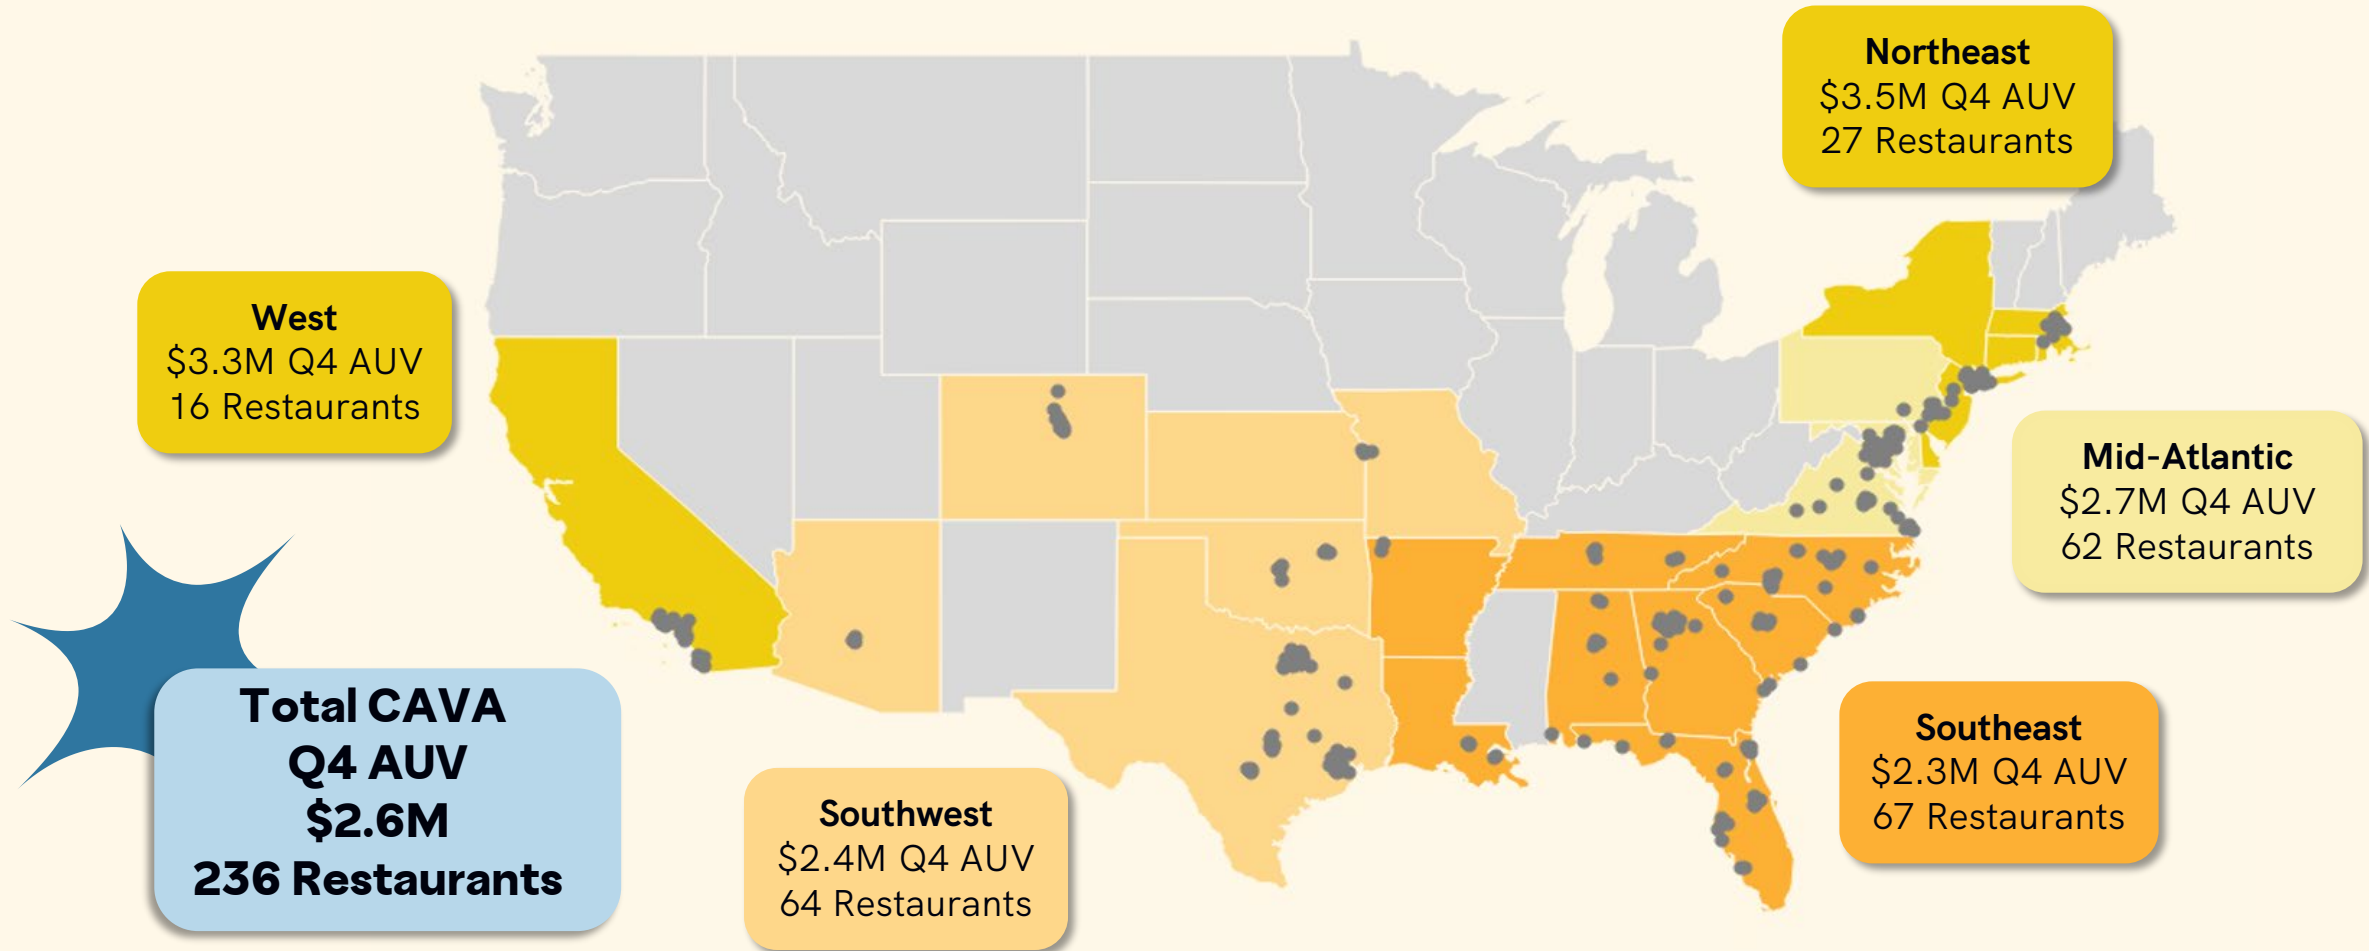 Northeast
$3.5M Q4 AUV
27 Restaurants
West
$3.3M Q4 AUV
16 Restaurants
Mid-Atlantic
$2.7M Q4 AUV
62 Restaurants
Total CAVA
Q4 AUV
$2.6M
236 Restaurants
Southeast
$2.3M Q4 AUV
67 Restaurants
Southwest
$2.4M Q4 AUV
64 Restaurants